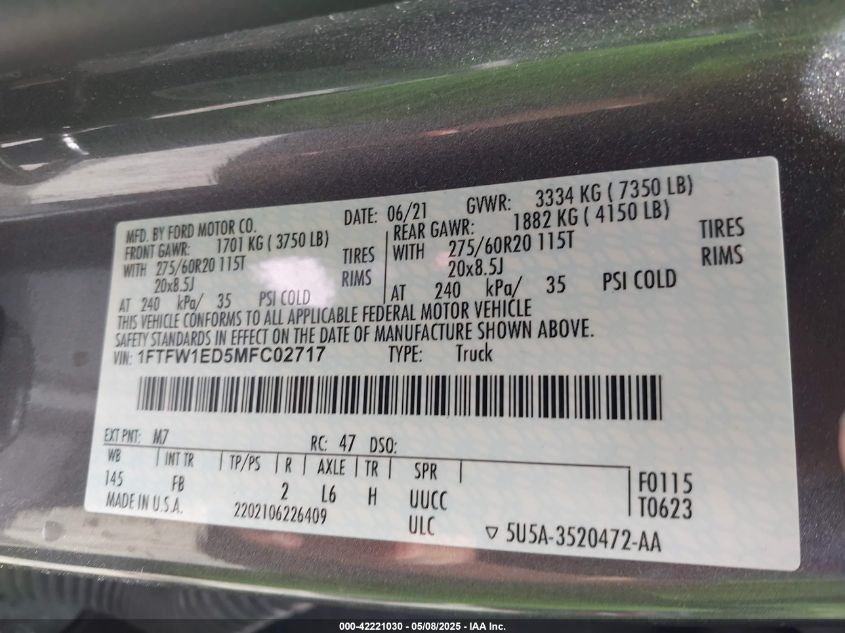 MFD. BY FORD MOTOR CO.
DATE: 06/21 GVWR: 3334 KG ( 7350 LB)
FRONT GAWR: 1701 KG ( 3750 LB)
REAR GAWR: 1882 KG ( 4150 LB)
WITH 275/60R20 115T TIRES
WITH 275/60R20 115T TIRES
20x8.5J RIMS
20x8.5J RIMS
AT 240 kPa/ 35 PSI COLD
AT 240 kPa/ 35 PSI COLD
THIS VEHICLE CONFORMS TO ALL APPLICABLE FEDERAL MOTOR VEHICLE
SAFETY STANDARDS IN EFFECT ON THE DATE OF MANUFACTURE SHOWN ABOVE.
VIN: 1FTFW1ED5MFC02717 TYPE: Truck
EXT PNT: M7 RC: 47 DSO:
WB INT TR TP/PS R AXLE TR SPR
145 FB 2 L6 H UUCC
F0115
T0623
MADE IN U.S.A. 2202106226409 ULC
5U5A-3520472-AA
000-42221030 - 05/08/2025 - IAA Inc.